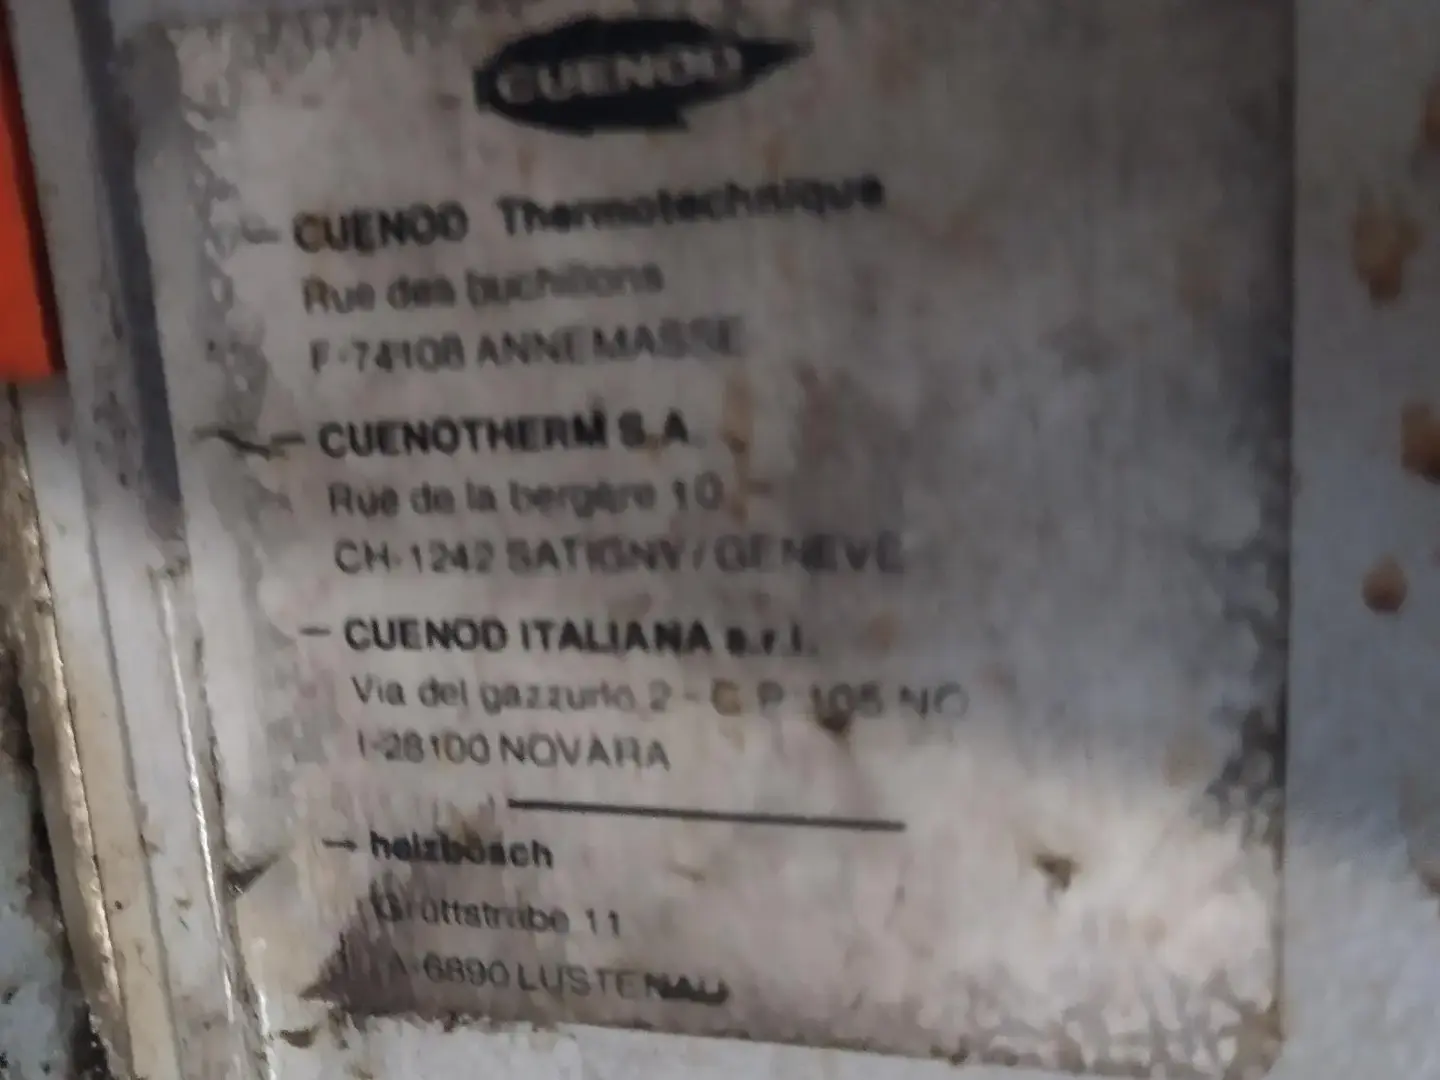 CUENOD
- CUENOD Thermotechnique
Rue des buchillons
F-74108 ANNEMASSE
- CUENOTHERM S.A.
Rue de la bergère 10
CH-1242 SATIGNY/GENEVE
- CUENOD ITALIANA s.r.l.
Via del gazzurlo 2 - C.P. 105 NO
I-28100 NOVARA
- holzbosch
Grüttstraße 11
A-6890 LUSTENAU